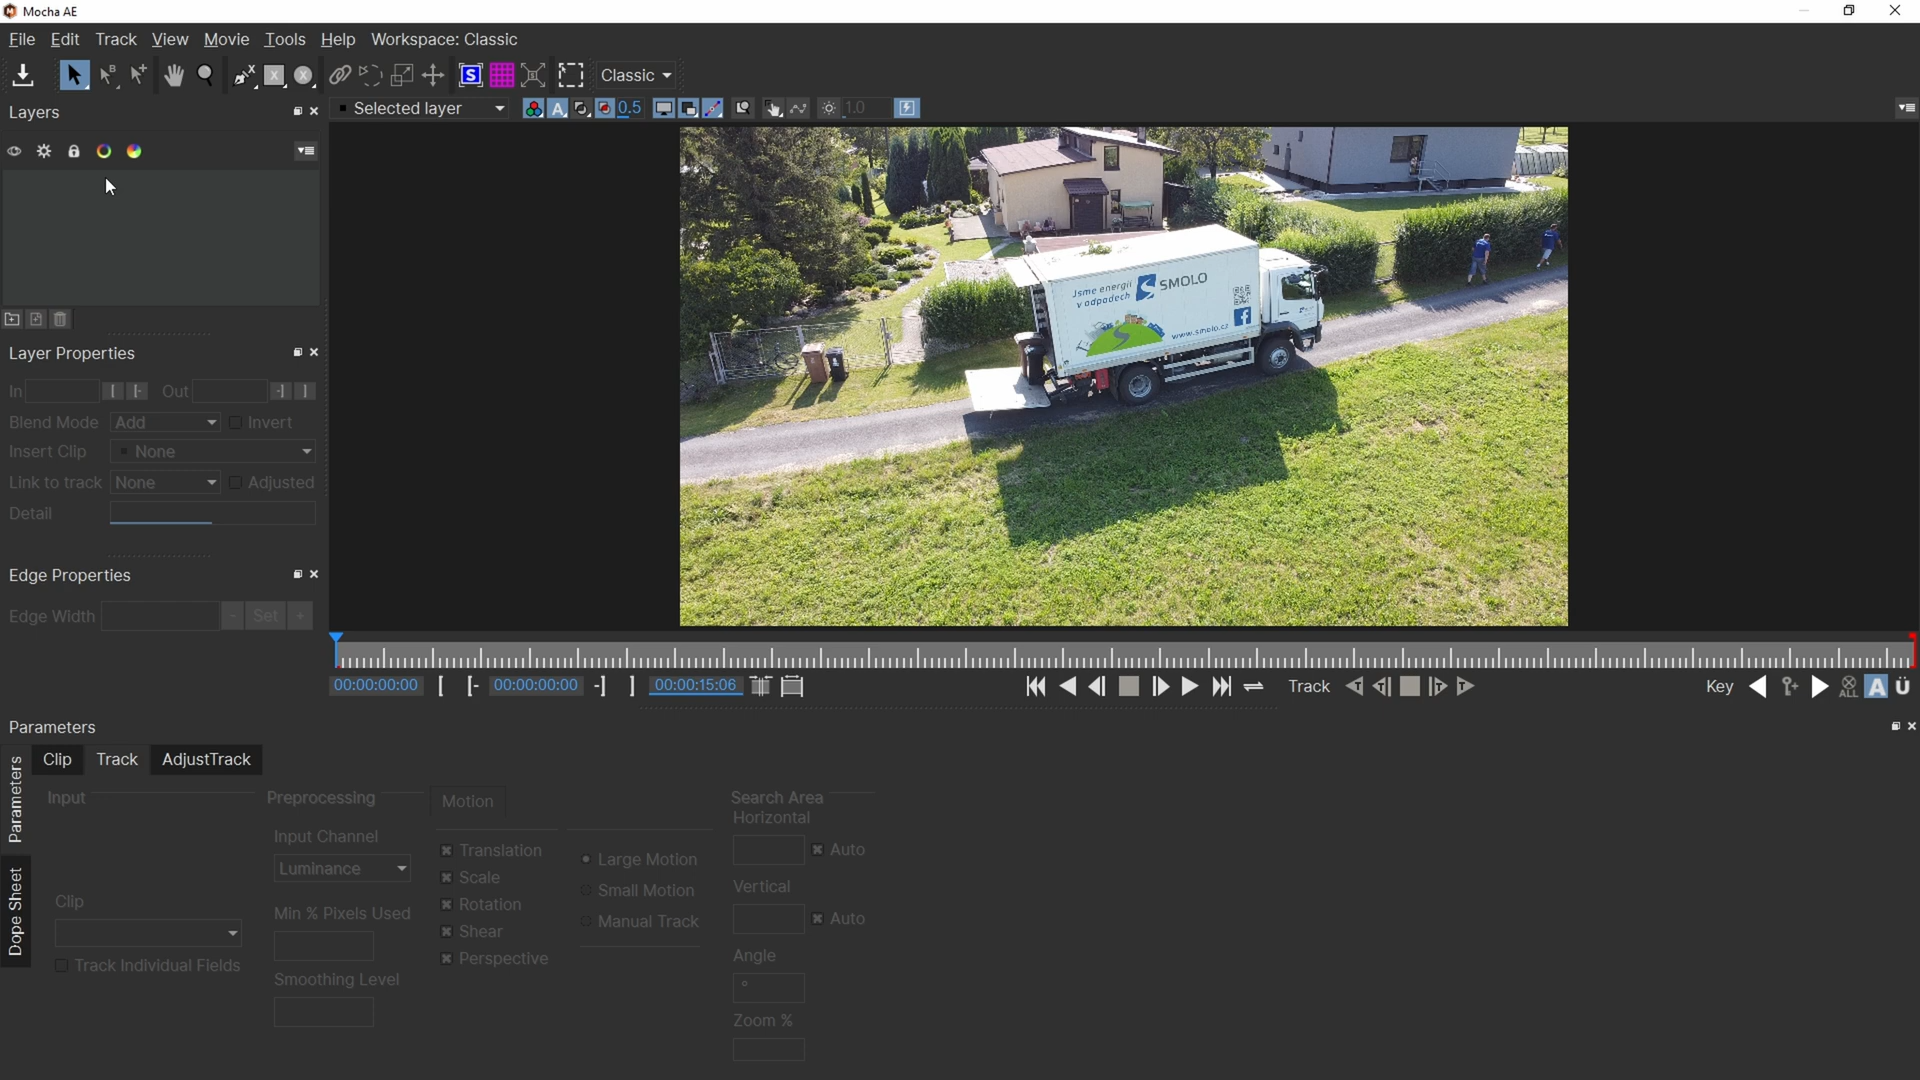 Mocha AE
File Edit Track View Movie Tools Help Workspace: Classic
Classic
Layers
Selected layer
A
0.5
1.0
Layer Properties
In Out
Blend Mode Add Invert
Insert Clip None
Link to track None Adjusted
Detail
Edge Properties
Edge Width - Set +
Jsme energií
v odpadech
SMOLO
www.smolo.cz
00:00:00:00 [ [- 00:00:00:00 -] ] 00:00:15:06
Track
Key
ALL
A
Parameters
Parameters
Dope Sheet
Clip Track AdjustTrack
Input
Clip
Track Individual Fields
Preprocessing
Input Channel
Luminance
Min % Pixels Used
Smoothing Level
Motion
Translation
Scale
Rotation
Shear
Perspective
Large Motion
Small Motion
Manual Track
Search Area
Horizontal
Auto
Vertical
Auto
Angle
°
Zoom %